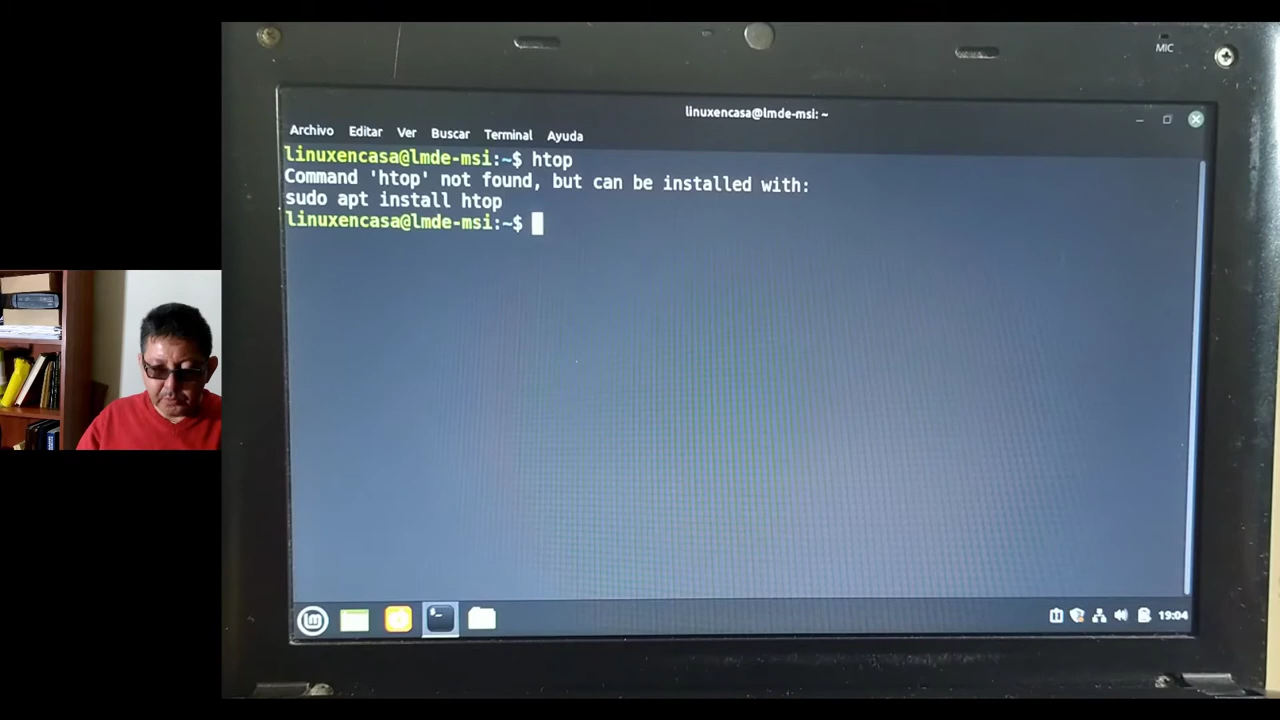 MIC
linuxencasa@lmde-msi: ~
Archivo Editar Ver Buscar Terminal Ayuda
linuxencasa@lmde-msi:~$ htop
Command 'htop' not found, but can be installed with:
sudo apt install htop
linuxencasa@lmde-msi:~$
19:04